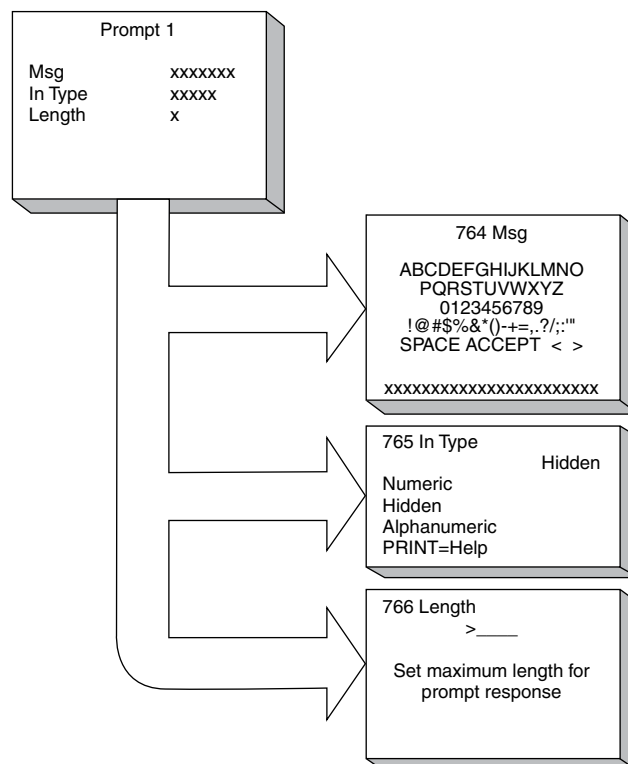 Prompt 1
Msg xxxxxxx
In Type xxxxx
Length x
764 Msg
ABCDEFGHIJKLMNO
PQRSTUVWXYZ
0123456789
!@#$%&*()-+=,.?/;:'"
SPACE ACCEPT < >
xxxxxxxxxxxxxxxxxxxxxxx
765 In Type
Hidden
Numeric
Hidden
Alphanumeric
PRINT=Help
766 Length
>____
Set maximum length for
prompt response